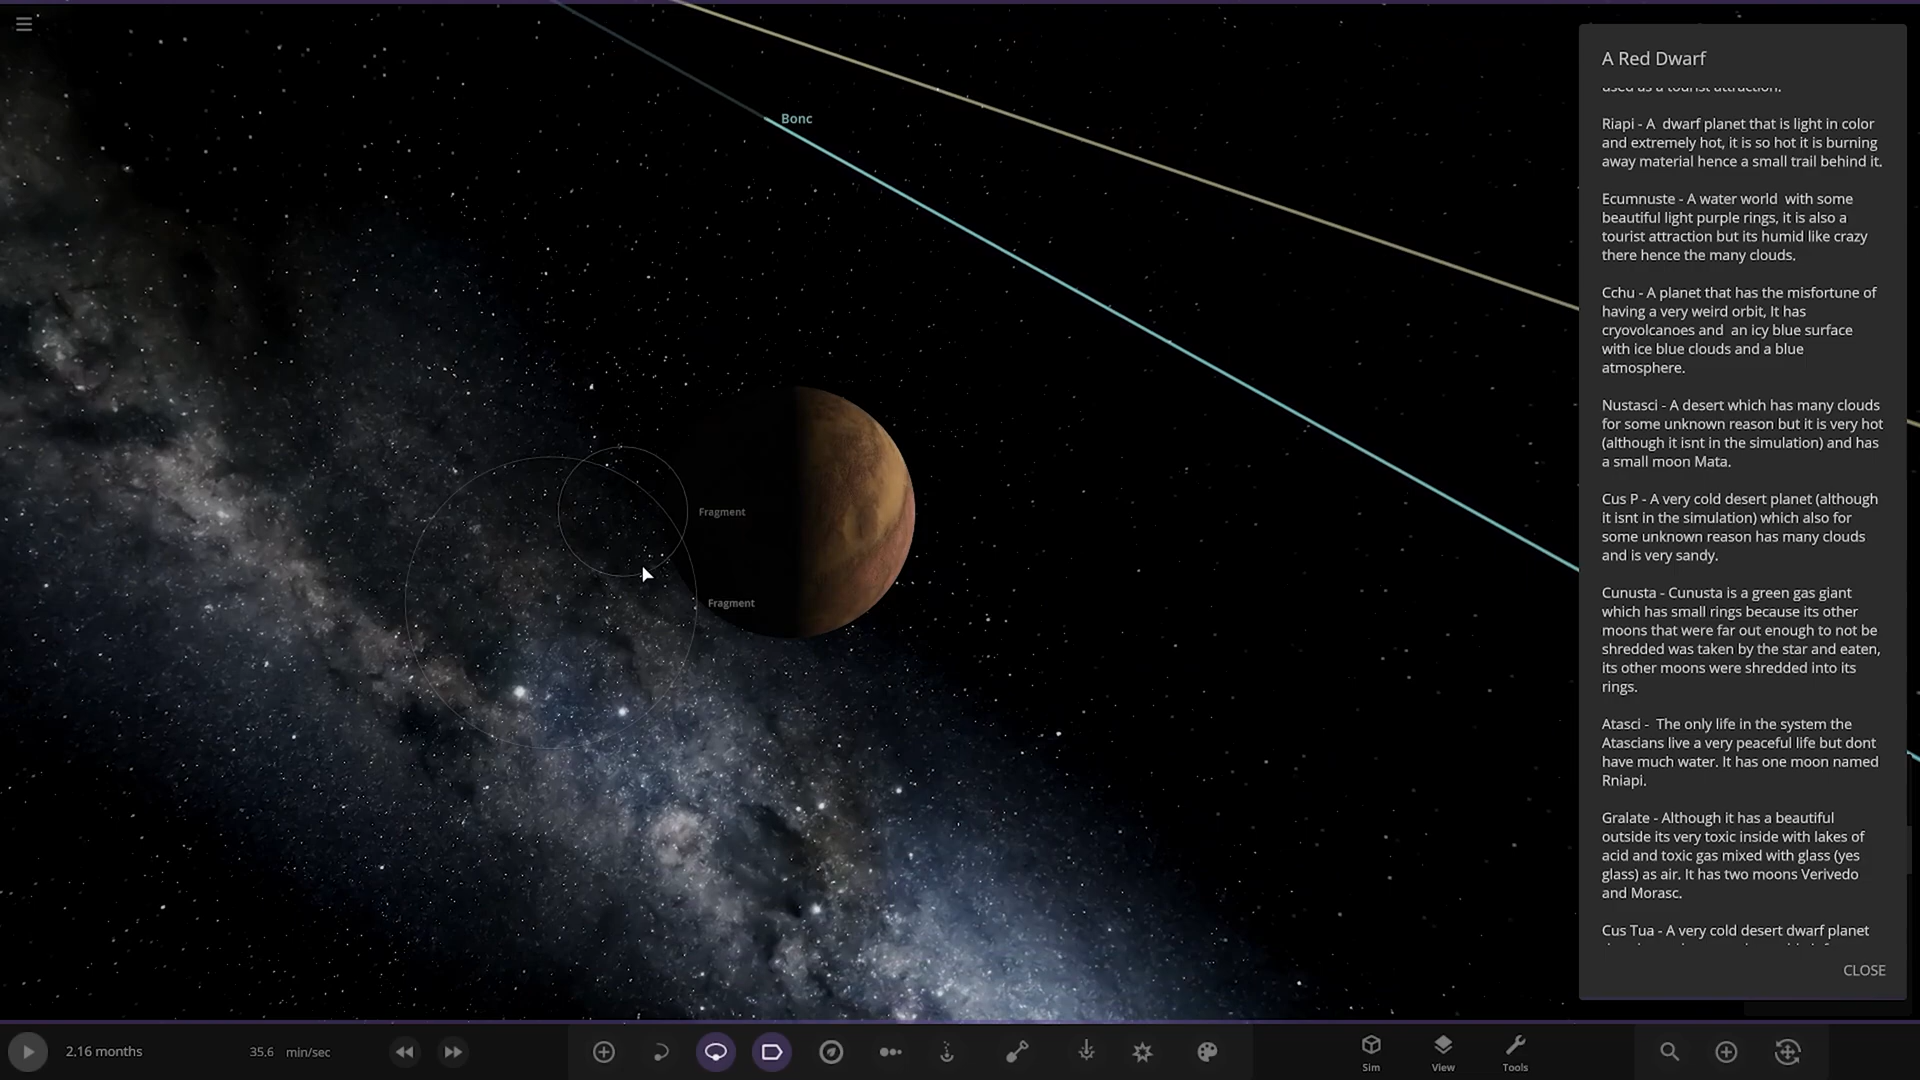 A Red Dwarf
used as a tourist attraction.
Riapi - A  dwarf planet that is light in color
and extremely hot, it is so hot it is burning
away material hence a small trail behind it.
Ecumnuste - A water world  with some
beautiful light purple rings, it is also a
tourist attraction but its humid like crazy
there hence the many clouds.
Cchu - A planet that has the misfortune of
having a very weird orbit, It has
cryovolcanoes and  an icy blue surface
with ice blue clouds and a blue
atmosphere.
Nustasci - A desert which has many clouds
for some unknown reason but it is very hot
(although it isnt in the simulation) and has
a small moon Mata.
Cus P - A very cold desert planet (although
it isnt in the simulation) which also for
some unknown reason has many clouds
and is very sandy.
Cunusta - Cunusta is a green gas giant
which has small rings because its other
moons that were far out enough to not be
shredded was taken by the star and eaten,
its other moons were shredded into its
rings.
Atasci -  The only life in the system the
Atascians live a very peaceful life but dont
have much water. It has one moon named
Rniapi.
Gralate - Although it has a beautiful
outside its very toxic inside with lakes of
acid and toxic gas mixed with glass (yes
glass) as air. It has two moons Verivedo
and Morasc.
Cus Tua - A very cold desert dwarf planet
CLOSE
Bonc
Fragment
Fragment
2.16 months
35.6 min/sec
Sim
View
Tools